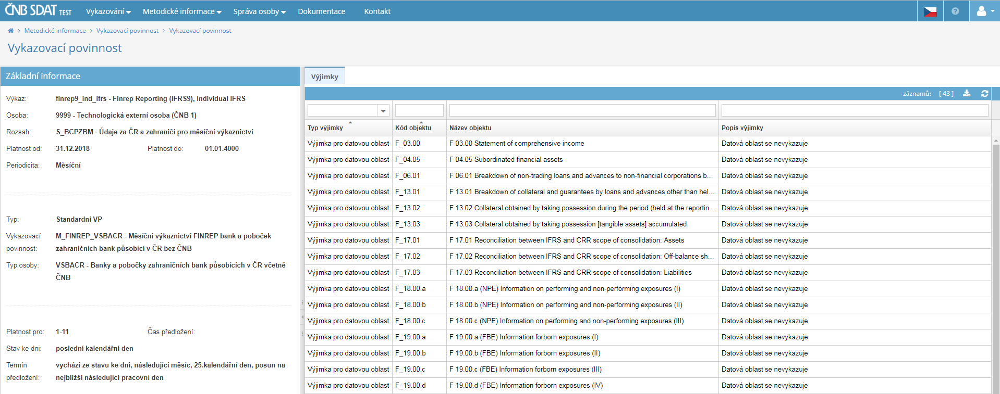 ČNB SDAT TEST Vykazování Metodické informace Správa osoby Dokumentace Kontakt
Metodické informace > Vykazovací povinnost > Vykazovací povinnost
Vykazovací povinnost
Základní informace
Výkaz: finrep9_ind_ifrs - Finrep Reporting (IFRS9), Individual IFRS
Osoba: 9999 - Technologická externí osoba (ČNB 1)
Rozsah: S_BCPZBM - Údaje za ČR a zahraničí pro měsíční výkaznictví
Platnost od: 31.12.2018 Platnost do: 01.01.4000
Periodicita: Měsíční
Typ: Standardní VP
Vykazovací povinnost: M_FINREP_VSBACR - Měsíční výkaznictví FINREP bank a poboček
zahraničních bank působící v ČR bez ČNB
Typ osoby: VSBACR - Banky a pobočky zahraničních bank působících v ČR včetně
ČNB
Platnost pro: 1-11 Čas předložení:
Stav ke dni: poslední kalendářní den
Termín předložení: vychází ze stavu ke dni, následující měsíc, 25.kalendářní den, posun na
nejbližší následující pracovní den
Výjimky
záznamů: [ 43 ]
Typ výjimky Kód objektu Název objektu Popis výjimky
Výjimka pro datovou oblast F_03.00 F 03.00 Statement of comprehensive income Datová oblast se nevykazuje
Výjimka pro datovou oblast F_04.05 F 04.05 Subordinated financial assets Datová oblast se nevykazuje
Výjimka pro datovou oblast F_06.01 F 06.01 Breakdown of non-trading loans and advances to non-financial corporations b... Datová oblast se nevykazuje
Výjimka pro datovou oblast F_13.01 F 13.01 Breakdown of collateral and guarantees by loans and advances other than hel... Datová oblast se nevykazuje
Výjimka pro datovou oblast F_13.02 F 13.02 Collateral obtained by taking possession during the period (held at the reportin... Datová oblast se nevykazuje
Výjimka pro datovou oblast F_13.03 F 13.03 Collateral obtained by taking possession [tangible assets] accumulated Datová oblast se nevykazuje
Výjimka pro datovou oblast F_17.01 F 17.01 Reconciliation between IFRS and CRR scope of consolidation: Assets Datová oblast se nevykazuje
Výjimka pro datovou oblast F_17.02 F 17.02 Reconciliation between IFRS and CRR scope of consolidation: Off-balance sh... Datová oblast se nevykazuje
Výjimka pro datovou oblast F_17.03 F 17.03 Reconciliation between IFRS and CRR scope of consolidation: Liabilities Datová oblast se nevykazuje
Výjimka pro datovou oblast F_18.00.a F 18.00.a (NPE) Information on performing and non-performing exposures (I) Datová oblast se nevykazuje
Výjimka pro datovou oblast F_18.00.b F 18.00.b (NPE) Information on performing and non-performing exposures (II) Datová oblast se nevykazuje
Výjimka pro datovou oblast F_18.00.c F 18.00.c (NPE) Information on performing and non-performing exposures (III) Datová oblast se nevykazuje
Výjimka pro datovou oblast F_19.00.a F 19.00.a (FBE) Information forborn exposures (I) Datová oblast se nevykazuje
Výjimka pro datovou oblast F_19.00.b F 19.00.b (FBE) Information forborn exposures (II) Datová oblast se nevykazuje
Výjimka pro datovou oblast F_19.00.c F 19.00.c (FBE) Information forborn exposures (III) Datová oblast se nevykazuje
Výjimka pro datovou oblast F_19.00.d F 19.00.d (FBE) Information forborn exposures (IV) Datová oblast se nevykazuje